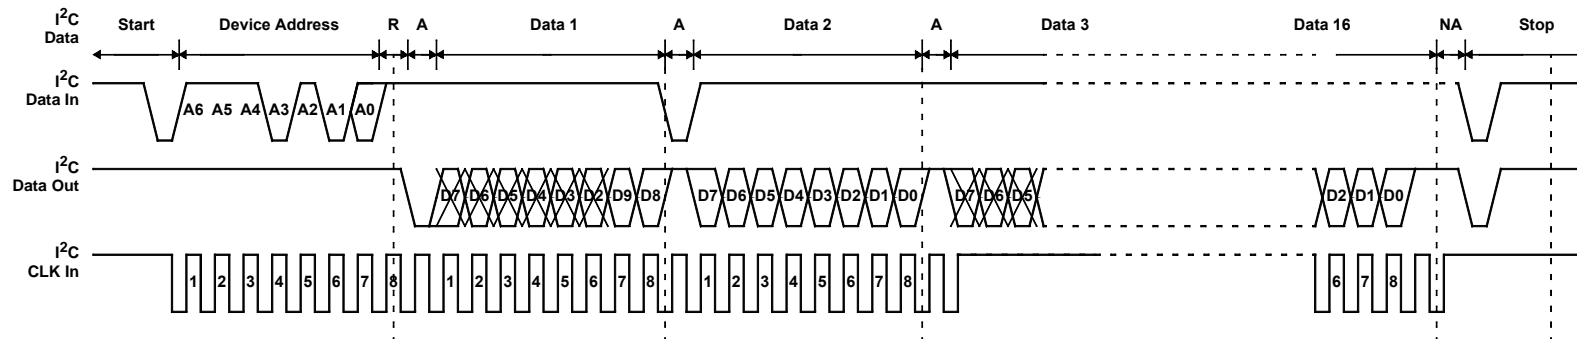 I²C Data Start Device Address R A Data 1 A Data 2 A Data 3 Data 16 NA Stop
I²C Data In A6 A5 A4 A3 A2 A1 A0
I²C Data Out D7 D6 D5 D4 D3 D2 D9 D8 D7 D6 D5 D4 D3 D2 D1 D0 D7 D6 D5 D2 D1 D0
I²C CLK In 1 2 3 4 5 6 7 8 1 2 3 4 5 6 7 8 1 2 3 4 5 6 7 8 6 7 8